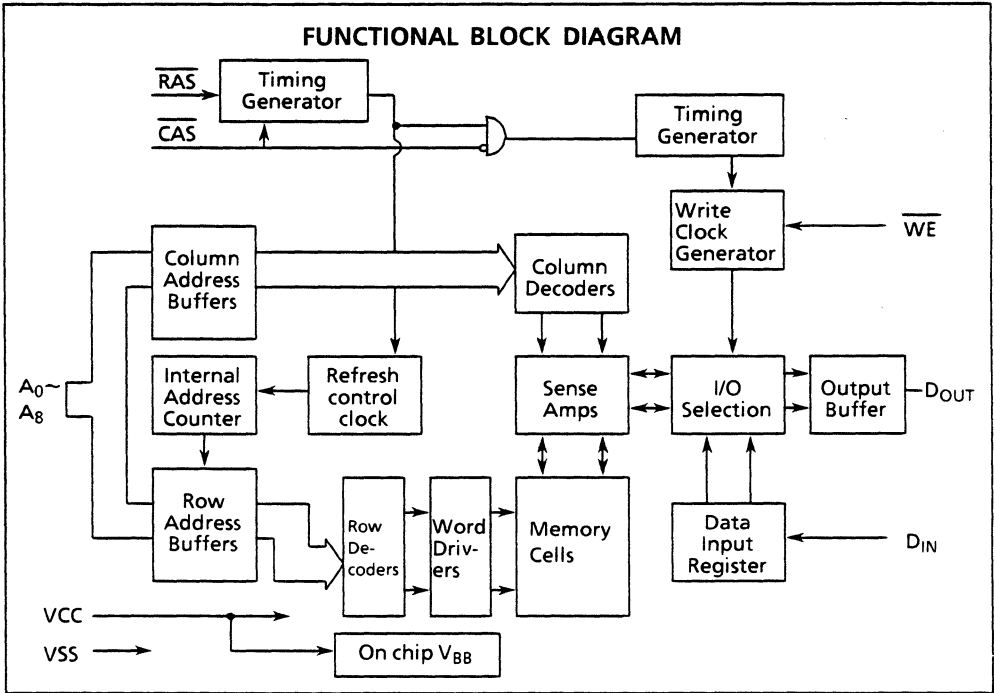 FUNCTIONAL BLOCK DIAGRAM
RAS
Timing
Generator
CAS
Timing
Generator
Write
Clock
Generator
WE
Column
Address
Buffers
Column
Decoders
A0~
A8
Internal
Address
Counter
Refresh
control
clock
Sense
Amps
I/O
Selection
Output
Buffer
DOUT
Row
Address
Buffers
Row
De-
coders
Word
Driv-
ers
Memory
Cells
Data
Input
Register
DIN
VCC
VSS
On chip VBB